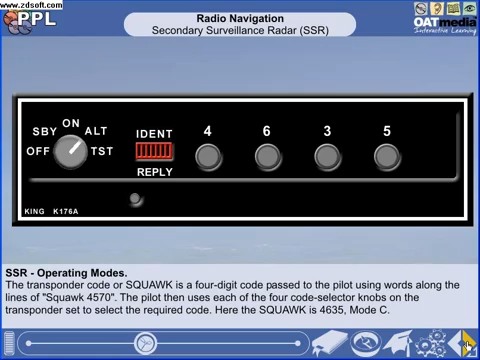 www.zdsoft.com
PPL
Radio Navigation
Secondary Surveillance Radar (SSR)
OATmedia
Interactive Learning
ON
SBY
ALT
OFF
TST
IDENT
REPLY
4 6 3 5
KING K176A
SSR - Operating Modes.
The transponder code or SQUAWK is a four-digit code passed to the pilot using words along the
lines of "Squawk 4570". The pilot then uses each of the four code-selector knobs on the
transponder set to select the required code. Here the SQUAWK is 4635, Mode C.